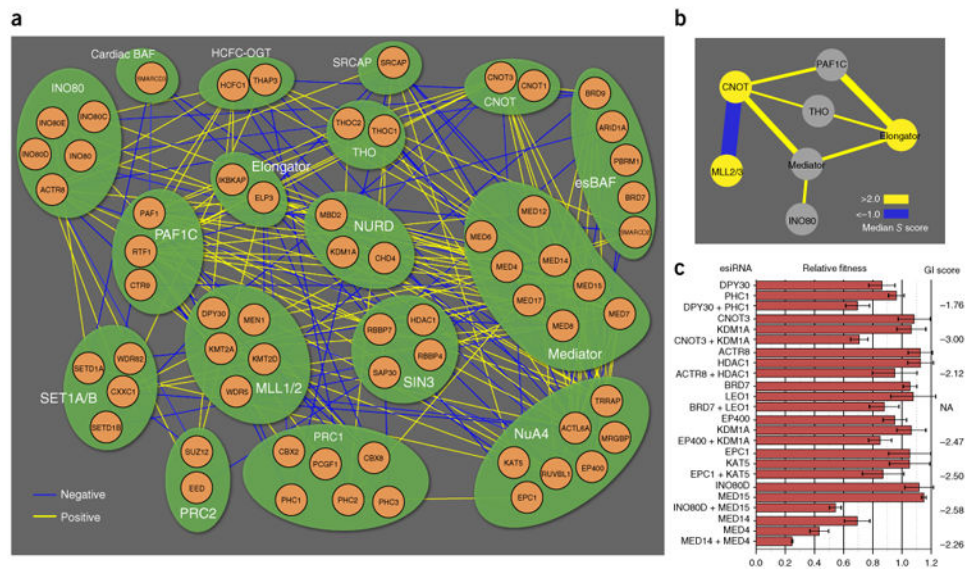 a
Cardiac BAF
SMARCD3
HCFC-OGT
HCFC1
THAP3
SRCAP
SRCAP
CNOT3
CNOT1
CNOT
INO80
INO80E
INO80C
INO80D
INO80
ACTR8
THOC2
THOC1
THO
BRD9
ARID1A
PBRM1
esBAF
BRD7
Elongator
IKBKAP
ELP3
PAF1
PAF1C
RTF1
CTR9
MBD2
NURD
KDM1A
CHD4
MED12
MED6
MED14
MED4
MED15
MED17
MED8
MED7
Mediator
DPY30
MEN1
KMT2A
KMT2D
WDR5
MLL1/2
HDAC1
RBBP7
RBBP4
SAP30
SIN3
SETD1A
WDR82
CXXC1
SET1A/B
SETD1B
TRRAP
NuA4
ACTL6A
MRGBP
KAT5
RUVBL1
EP400
EPC1
SUZ12
EED
PRC2
PRC1
CBX2
PCGF1
CBX8
PHC1
PHC2
PHC3
Negative
Positive
b
PAF1C
CNOT
THO
Elongator
Mediator
MLL2/3
INO80
>2.0
<−1.0
Median S score
c
esiRNA Relative fitness GI score
DPY30
PHC1
DPY30 + PHC1 −1.76
CNOT3
KDM1A
CNOT3 + KDM1A −3.00
ACTR8
HDAC1
ACTR8 + HDAC1 −2.12
BRD7
LEO1
BRD7 + LEO1 NA
EP400
KDM1A
EP400 + KDM1A −2.47
EPC1
KAT5
EPC1 + KAT5 −2.50
INO80D
MED15
INO80D + MED15 −2.58
MED14
MED4
MED14 + MED4 −2.26
0.0 0.2 0.4 0.6 0.8 1.0 1.2